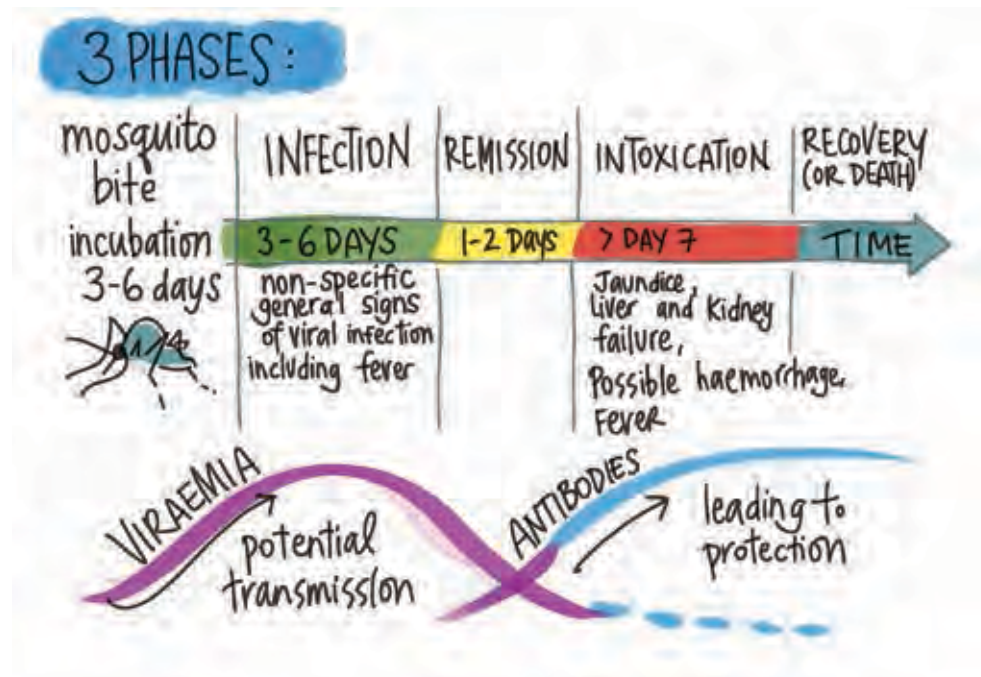 3 PHASES:
mosquito
bite
incubation
3-6 days
INFECTION
3-6 DAYS
non-specific
general signs
of viral infection
including fever
REMISSION
1-2 Days
INTOXICATION
> DAY 7
Jaundice,
Liver and Kidney
failure,
Possible haemorrhage,
Fever
RECOVERY
(OR DEATH)
TIME
VIRAEMIA
potential
transmission
ANTIBODIES
leading to
protection